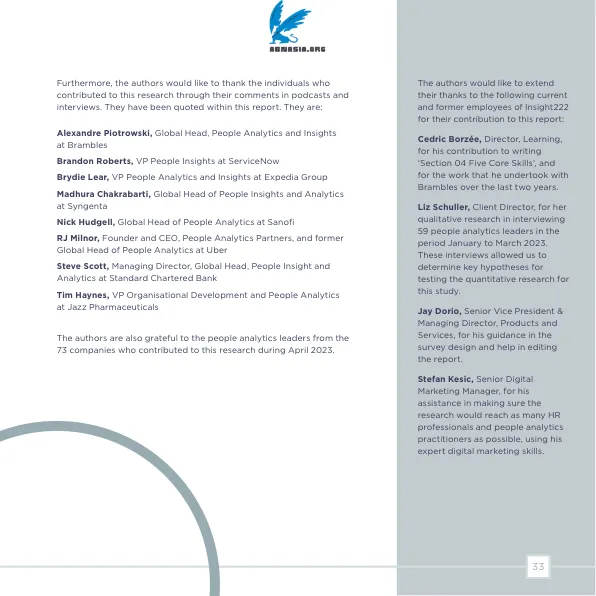 ABNASIA.ORG
Furthermore, the authors would like to thank the individuals who
contributed to this research through their comments in podcasts and
interviews. They have been quoted within this report. They are:
Alexandre Piotrowski, Global Head, People Analytics and Insights
at Brambles
Brandon Roberts, VP People Insights at ServiceNow
Brydie Lear, VP People Analytics and Insights at Expedia Group
Madhura Chakrabarti, Global Head of People Insights and Analytics
at Syngenta
Nick Hudgell, Global Head of People Analytics at Sanofi
RJ Milnor, Founder and CEO, People Analytics Partners, and former
Global Head of People Analytics at Uber
Steve Scott, Managing Director, Global Head, People Insight and
Analytics at Standard Chartered Bank
Tim Haynes, VP Organisational Development and People Analytics
at Jazz Pharmaceuticals
The authors are also grateful to the people analytics leaders from the
73 companies who contributed to this research during April 2023.
The authors would like to extend
their thanks to the following current
and former employees of Insight222
for their contribution to this report:
Cedric Borzée, Director, Learning,
for his contribution to writing
‘Section 04 Five Core Skills’, and
for the work that he undertook with
Brambles over the last two years.
Liz Schuller, Client Director, for her
qualitative research in interviewing
59 people analytics leaders in the
period January to March 2023.
These interviews allowed us to
determine key hypotheses for
testing the quantitative research for
this study.
Jay Dorio, Senior Vice President &
Managing Director, Products and
Services, for his guidance in the
survey design and help in editing
the report.
Stefan Kesic, Senior Digital
Marketing Manager, for his
assistance in making sure the
research would reach as many HR
professionals and people analytics
practitioners as possible, using his
expert digital marketing skills.
33